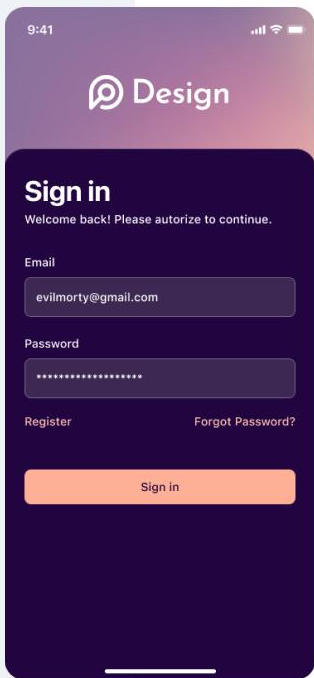 9:41
Design
Sign in
Welcome back! Please autorize to continue.
Email
evilmorty@gmail.com
Password
*******************
Register Forgot Password?
Sign in